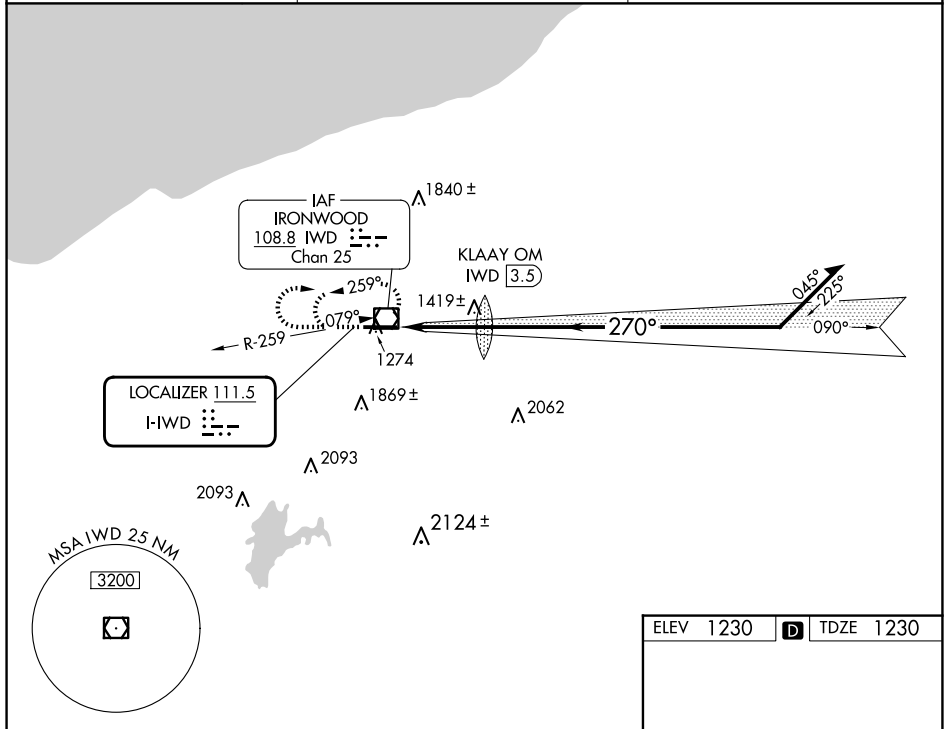 1840 ±
IAF
IRONWOOD
108.8 IWD
Chan 25
KLAAY OM
IWD 3.5
259°
1419±
045°
225°
079°
270°
090°
R-259
1274
LOCALIZER 111.5
I-IWD
1869 ±
2062
2093
2093
2124 ±
MSA IWD 25 NM
3200
ELEV 1230 D TDZE 1230